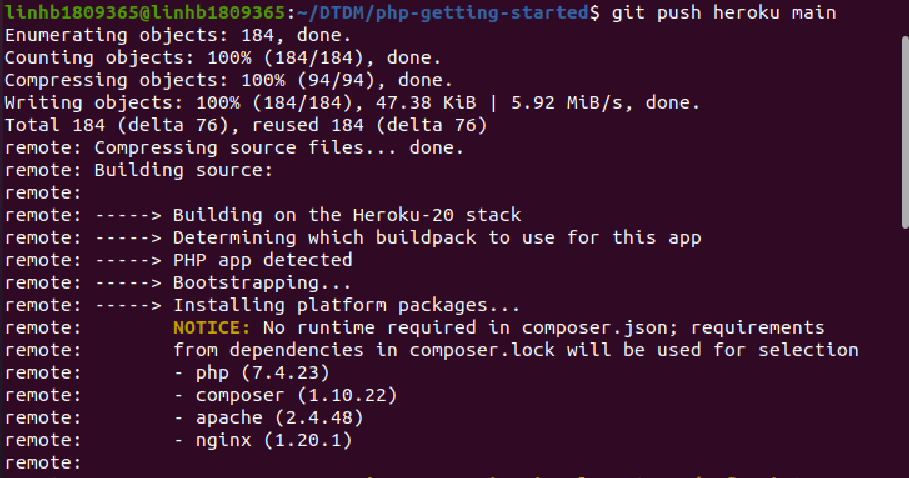 linhb1809365@linhb1809365:~/DTDM/php-getting-started$ git push heroku main
Enumerating objects: 184, done.
Counting objects: 100% (184/184), done.
Compressing objects: 100% (94/94), done.
Writing objects: 100% (184/184), 47.38 KiB | 5.92 MiB/s, done.
Total 184 (delta 76), reused 184 (delta 76)
remote: Compressing source files... done.
remote: Building source:
remote:
remote: -----> Building on the Heroku-20 stack
remote: -----> Determining which buildpack to use for this app
remote: -----> PHP app detected
remote: -----> Bootstrapping...
remote: -----> Installing platform packages...
remote:        NOTICE: No runtime required in composer.json; requirements
remote:        from dependencies in composer.lock will be used for selection
remote:        - php (7.4.23)
remote:        - composer (1.10.22)
remote:        - apache (2.4.48)
remote:        - nginx (1.20.1)
remote: